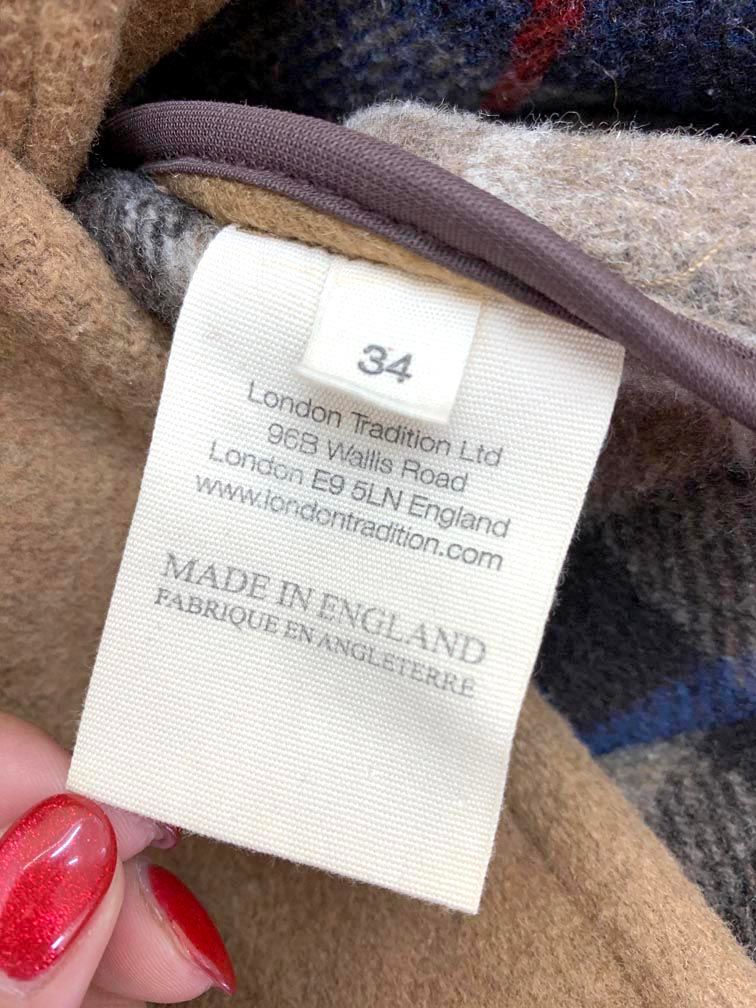 34
London Tradition Ltd
96B Wallis Road
London E9 5LN England
www.londontradition.com
MADE IN ENGLAND
FABRIQUE EN ANGLETERRE